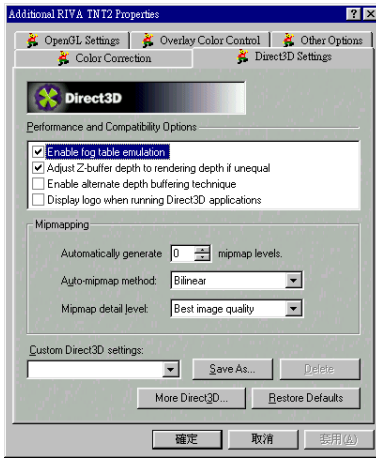 Additional RIVA TNT2 Properties
OpenGL Settings Overlay Color Control Other Options
Color Correction Direct3D Settings
Direct3D
Performance and Compatibility Options
Enable fog table emulation
Adjust Z-buffer depth to rendering depth if unequal
Enable alternate depth buffering technique
Display logo when running Direct3D applications
Mipmapping
Automatically generate 0 mipmap levels.
Auto-mipmap method: Bilinear
Mipmap detail level: Best image quality
Custom Direct3D settings:
Save As... Delete
More Direct3D... Restore Defaults
確定 取消 套用(A)